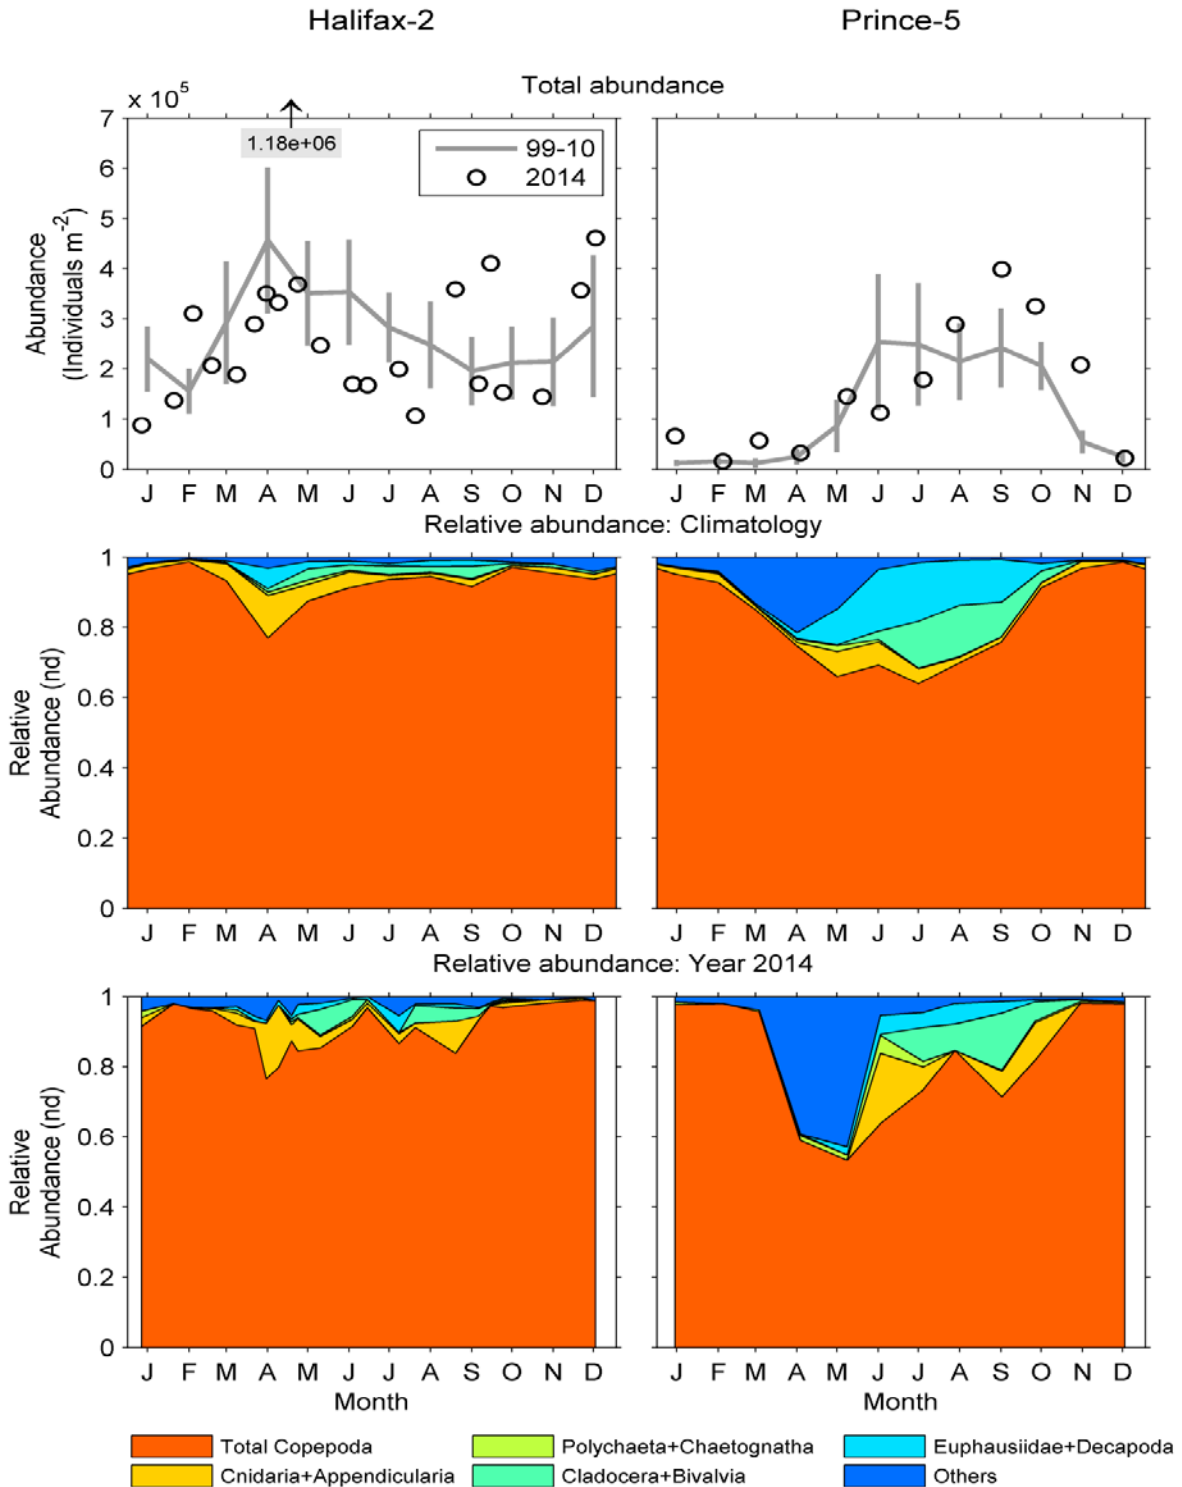 Halifax-2 Prince-5
Total abundance
x 10^5
7
6
5
4
3
2
1
0
Abundance
(Individuals m^-2)
1.18e+06
99-10
2014
J F M A M J J A S O N D
J F M A M J J A S O N D
Relative abundance: Climatology
1
0.8
0.6
0.4
0.2
0
Relative
Abundance (nd)
J F M A M J J A S O N D
J F M A M J J A S O N D
Relative abundance: Year 2014
1
0.8
0.6
0.4
0.2
0
Relative
Abundance (nd)
J F M A M J J A S O N D
J F M A M J J A S O N D
Month Month
Total Copepoda Polychaeta+Chaetognatha Euphausiidae+Decapoda
Cnidaria+Appendicularia Cladocera+Bivalvia Others